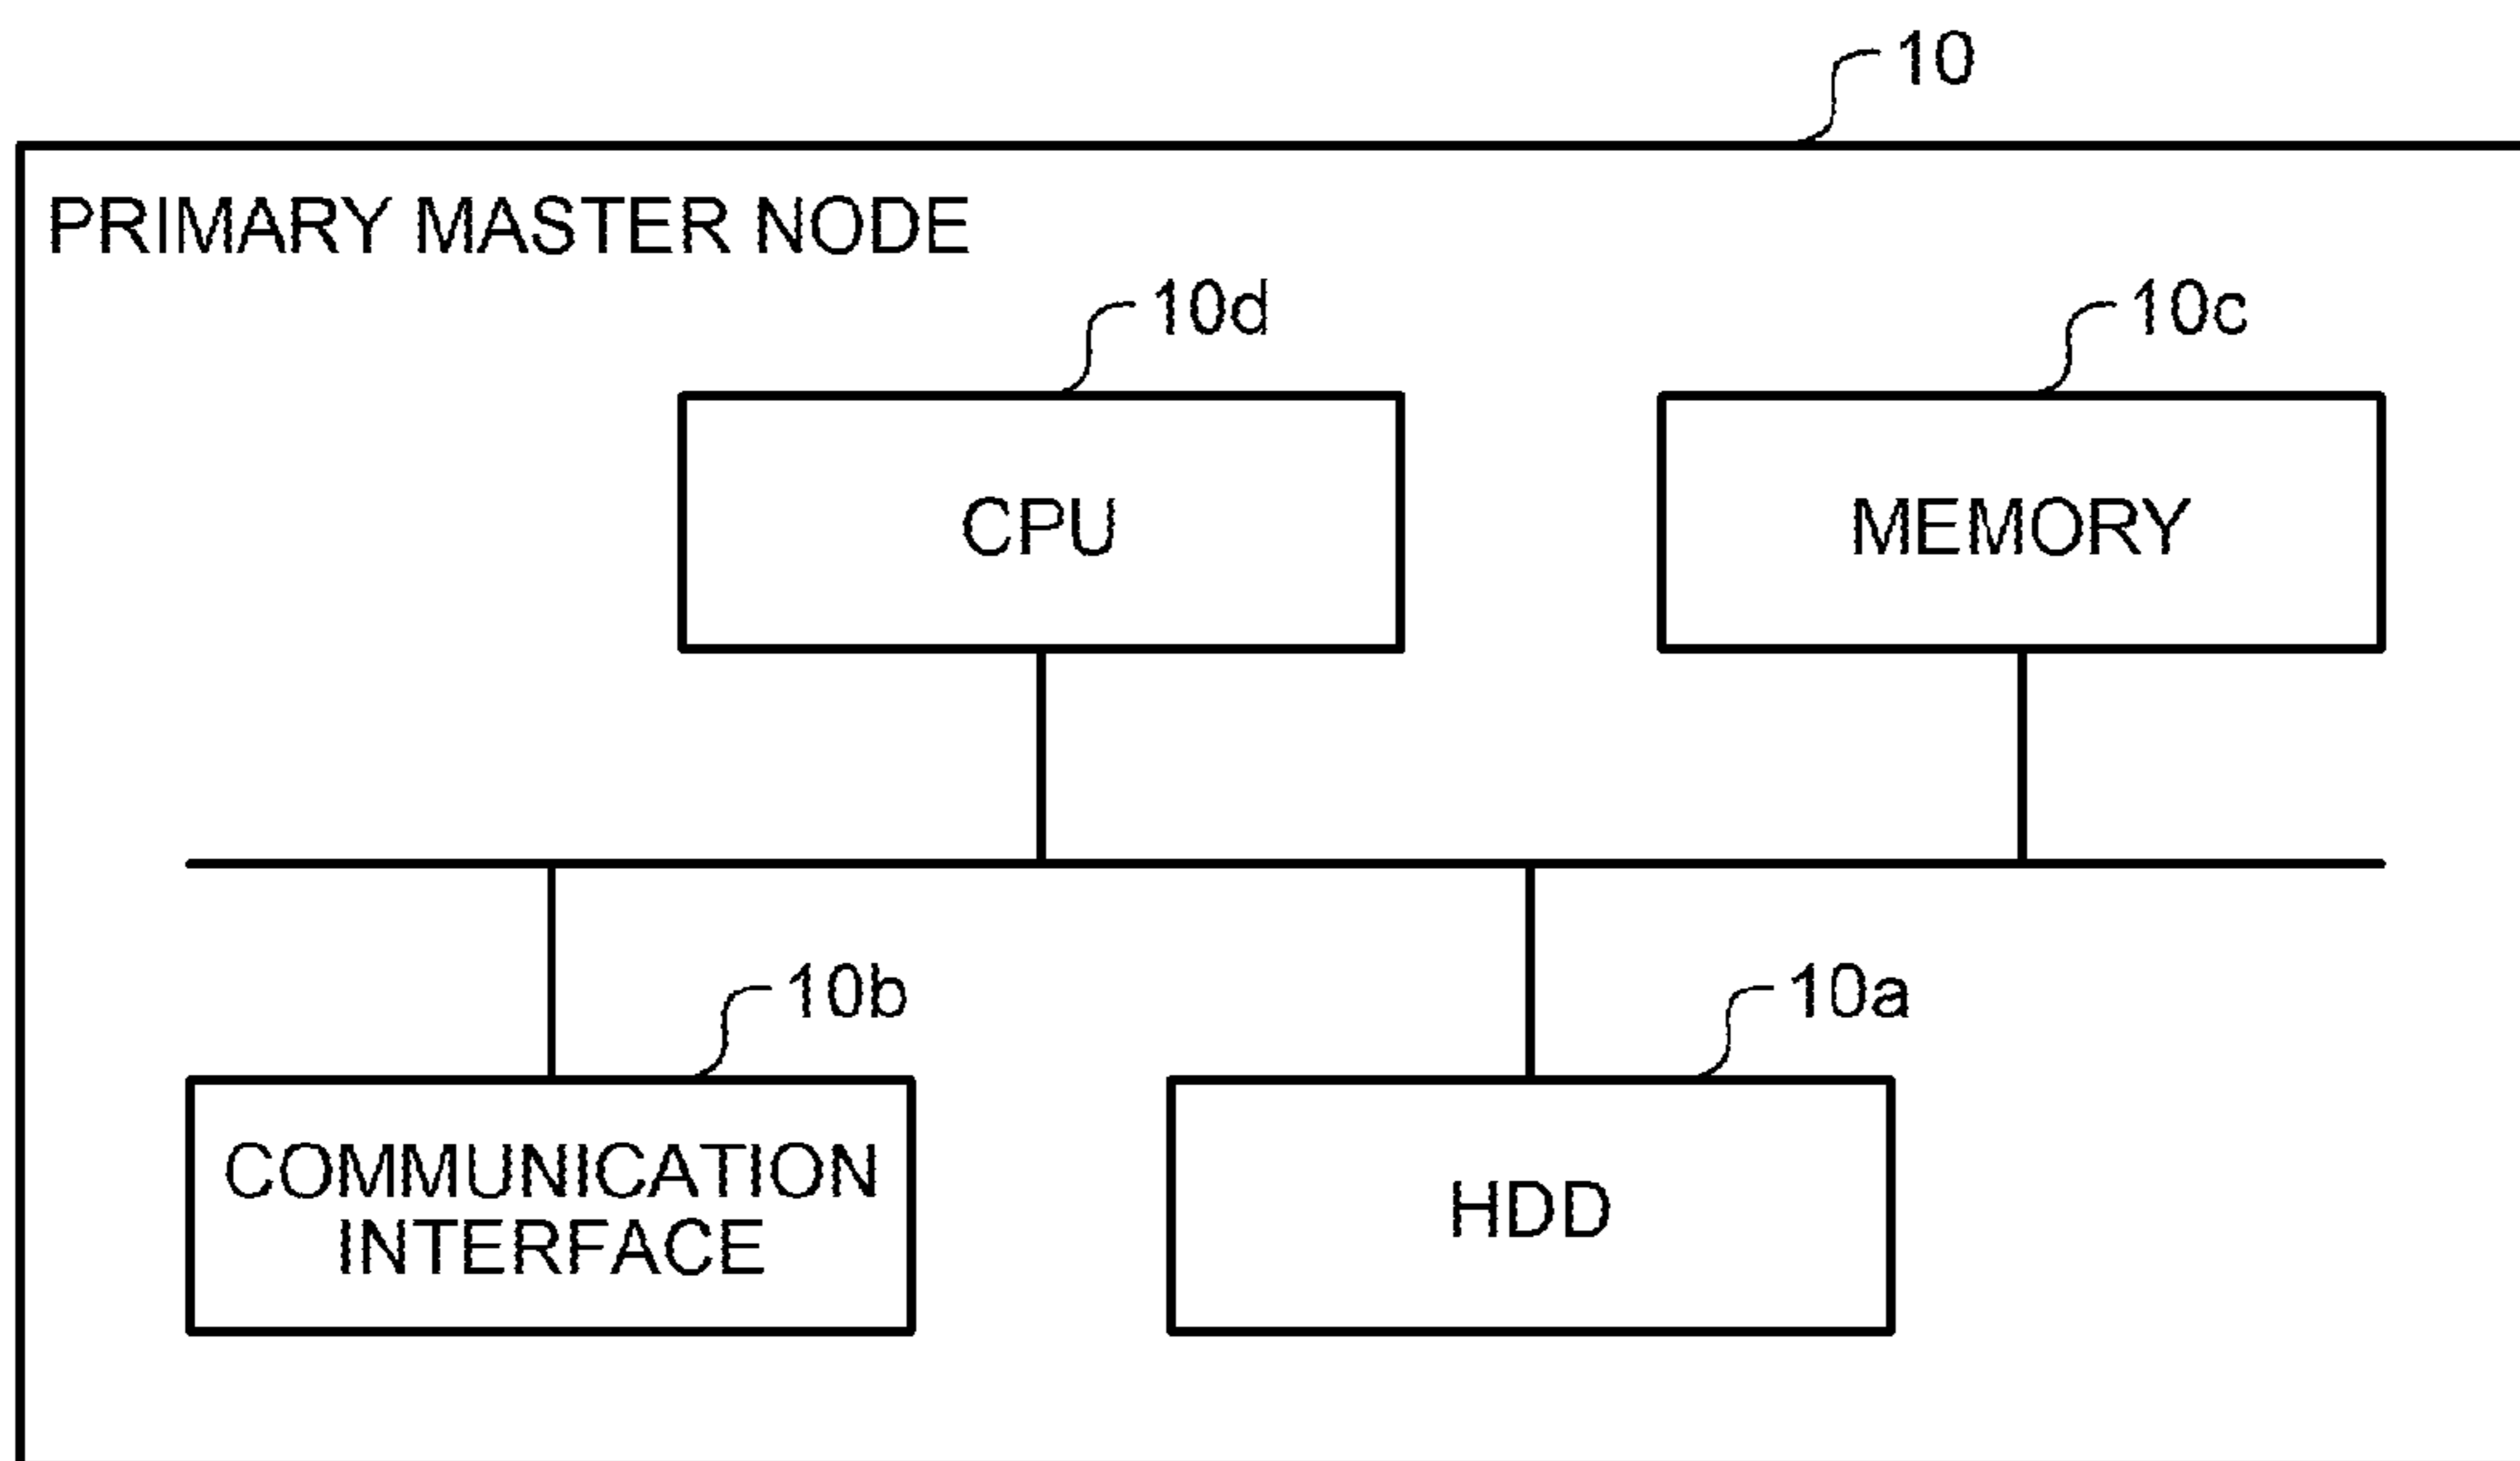 10
PRIMARY MASTER NODE
10d
10c
CPU
MEMORY
10b
10a
COMMUNICATION
INTERFACE
HDD